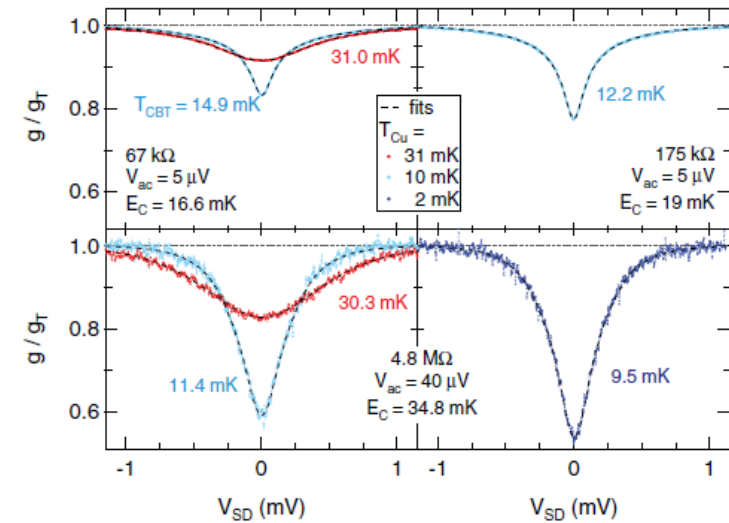 1.0
0.8
0.6
g / g_T
T_CBT = 14.9 mK
31.0 mK
67 kΩ
V_ac = 5 μV
E_C = 16.6 mK
fits
T_Cu =
31 mK
10 mK
2 mK
12.2 mK
175 kΩ
V_ac = 5 μV
E_C = 19 mK
1.0
0.8
0.6
g / g_T
30.3 mK
11.4 mK
4.8 MΩ
V_ac = 40 μV
E_C = 34.8 mK
9.5 mK
-1 0 1 -1 0 1
V_SD (mV) V_SD (mV)